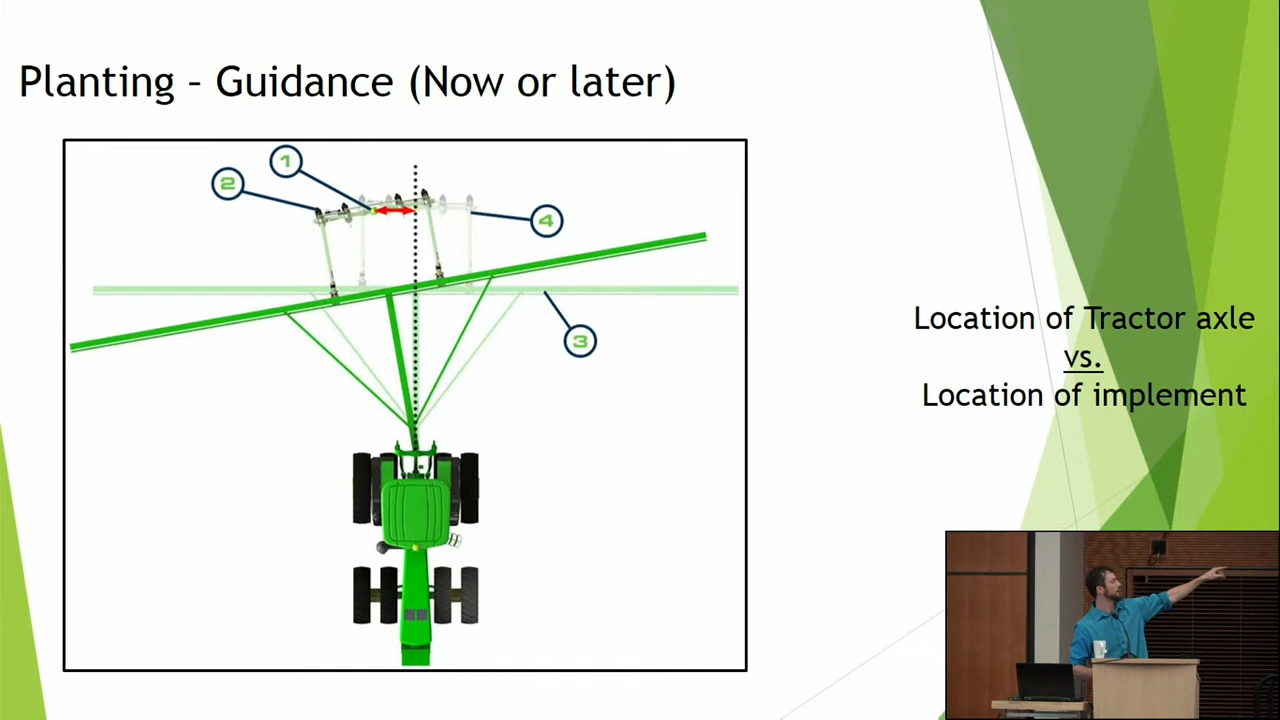 Planting – Guidance (Now or later)
1
2
4
3
Location of Tractor axle
vs.
Location of implement